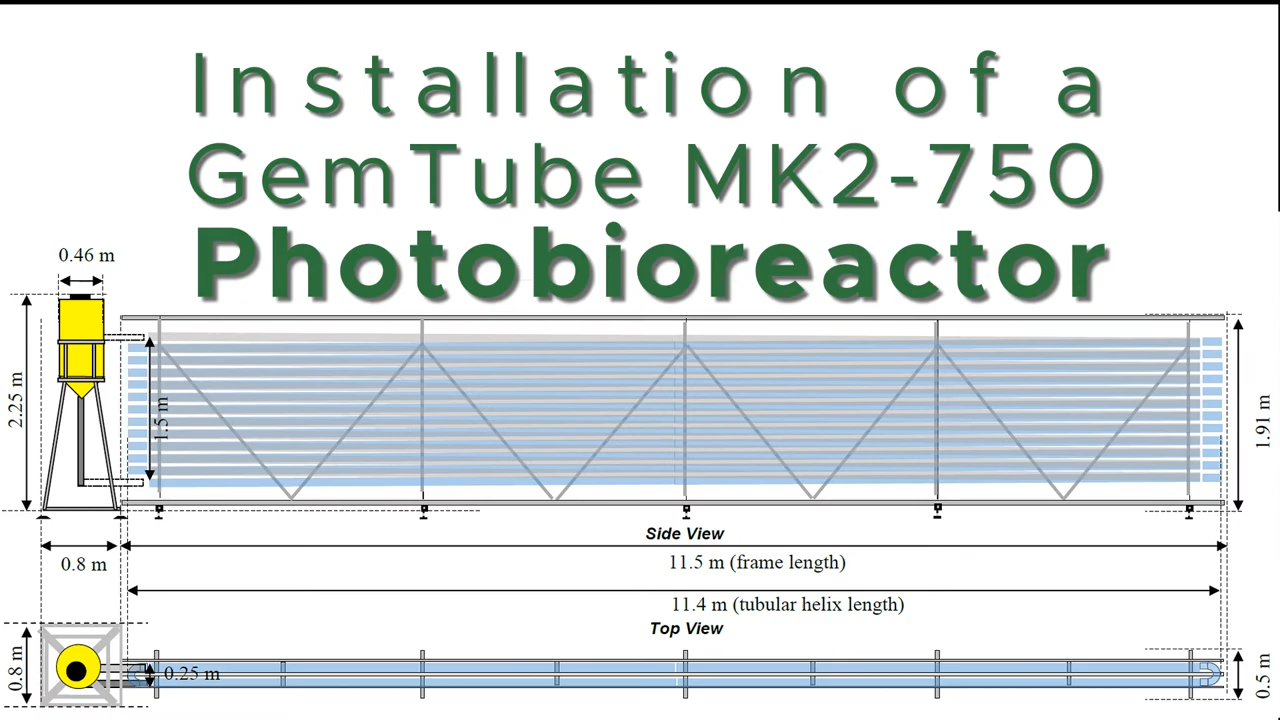 Installation of a
GemTube MK2-750
Photobioreactor
0.46 m
2.25 m
1.5 m
1.91 m
Side View
0.8 m
11.5 m (frame length)
11.4 m (tubular helix length)
Top View
0.8 m
0.25 m
0.5 m